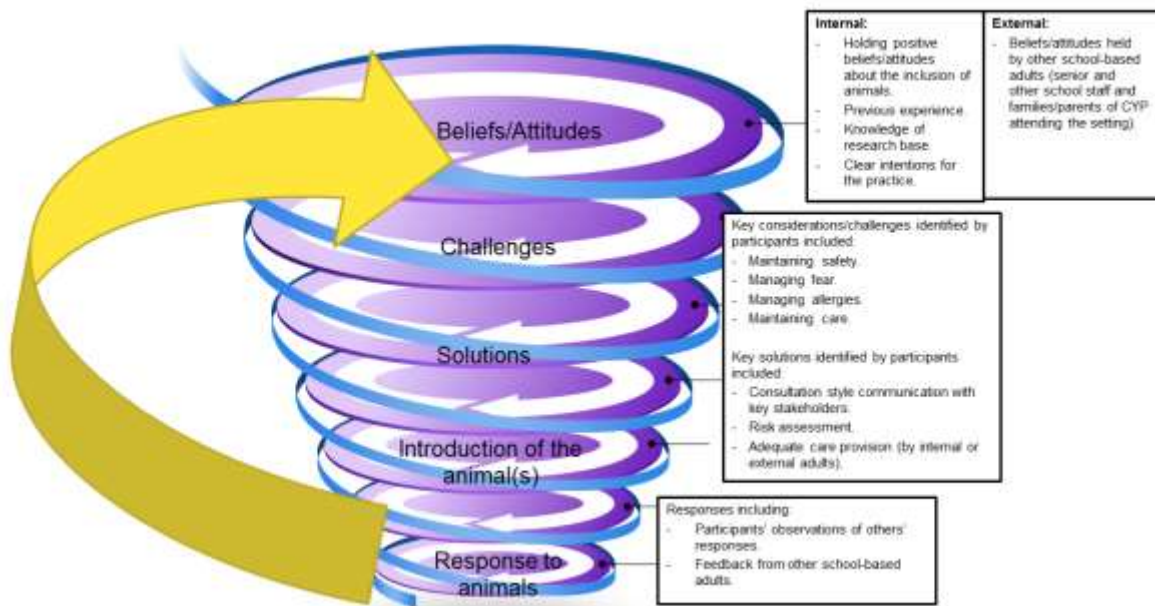 Beliefs/Attitudes
Challenges
Solutions
Introduction of the
animal(s)
Response to
animals
Internal:
- Holding positive
beliefs/attitudes
about the inclusion of
animals.
- Previous experience.
- Knowledge of
research base.
- Clear intentions for
the practice.
External:
- Beliefs/attitudes held
by other school-based
adults (senior and
other school staff and
families/parents of CYP
attending the setting)
Key considerations/challenges identified by
participants included:
- Maintaining safety.
- Managing fear.
- Managing allergies.
- Maintaining care.
Key solutions identified by participants
included:
- Consultation style communication with
key stakeholders.
- Risk assessment.
- Adequate care provision (by internal or
external adults).
Responses including:
- Participants' observations of others'
responses.
- Feedback from other school-based
adults.